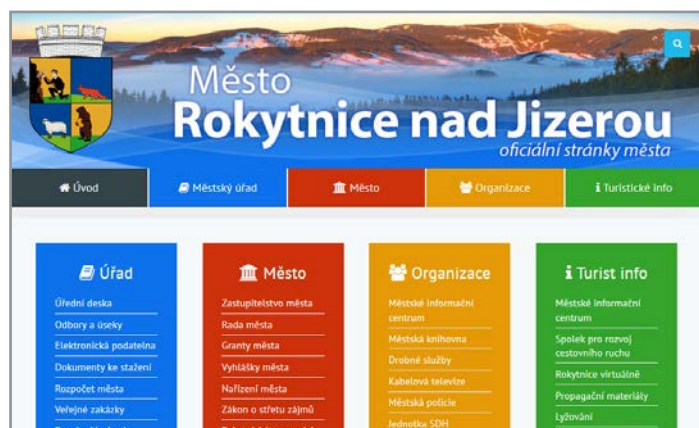 Město
Rokytnice nad Jizerou
oficiální stránky města
Úvod
Městský úřad
Město
Organizace
Turistické info
Úřad
Úřední deska
Odbory a úseky
Elektronická podatelna
Dokumenty ke stažení
Rozpočet města
Veřejné zakázky
Město
Zastupitelstvo města
Rada města
Granty města
Vyhlášky města
Nařízení města
Zákon o střetu zájmů
Organizace
Městské informační
centrum
Městská knihovna
Drobné služby
Kabelová televize
Městská policie
Jednotka SDH
Turist info
Městské informační
centrum
Spolek pro rozvoj
cestovního ruchu
Rokytnice virtuálně
Propagační materiály
Lyžování